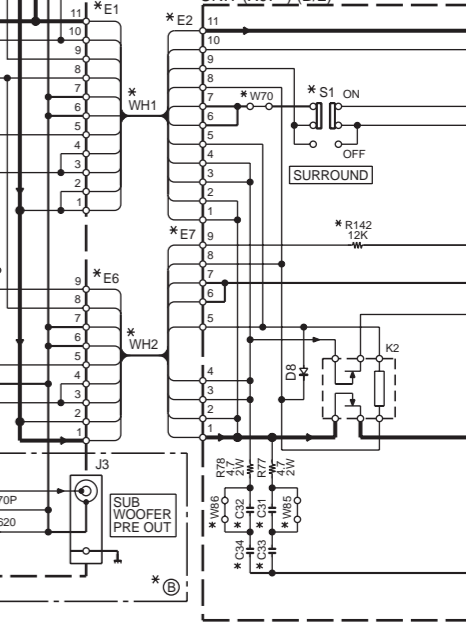 * E1
11
10
9
8
7
6
5
4
3
2
1
* WH1
* E2
11
10
9
8
7
6
5
4
3
2
1
* W70
* S1 ON
OFF
SURROUND
* R142
12K
* E7
9
8
7
6
5
4
3
2
1
* E6
9
8
7
6
5
4
3
2
1
* WH2
D8
K2
R78
4.7
2W
R77
4.7
2W
* W86
* C32
* C31
* W85
* C34
* C33
J3
SUB
WOOFER
PRE OUT
70P
620
* B